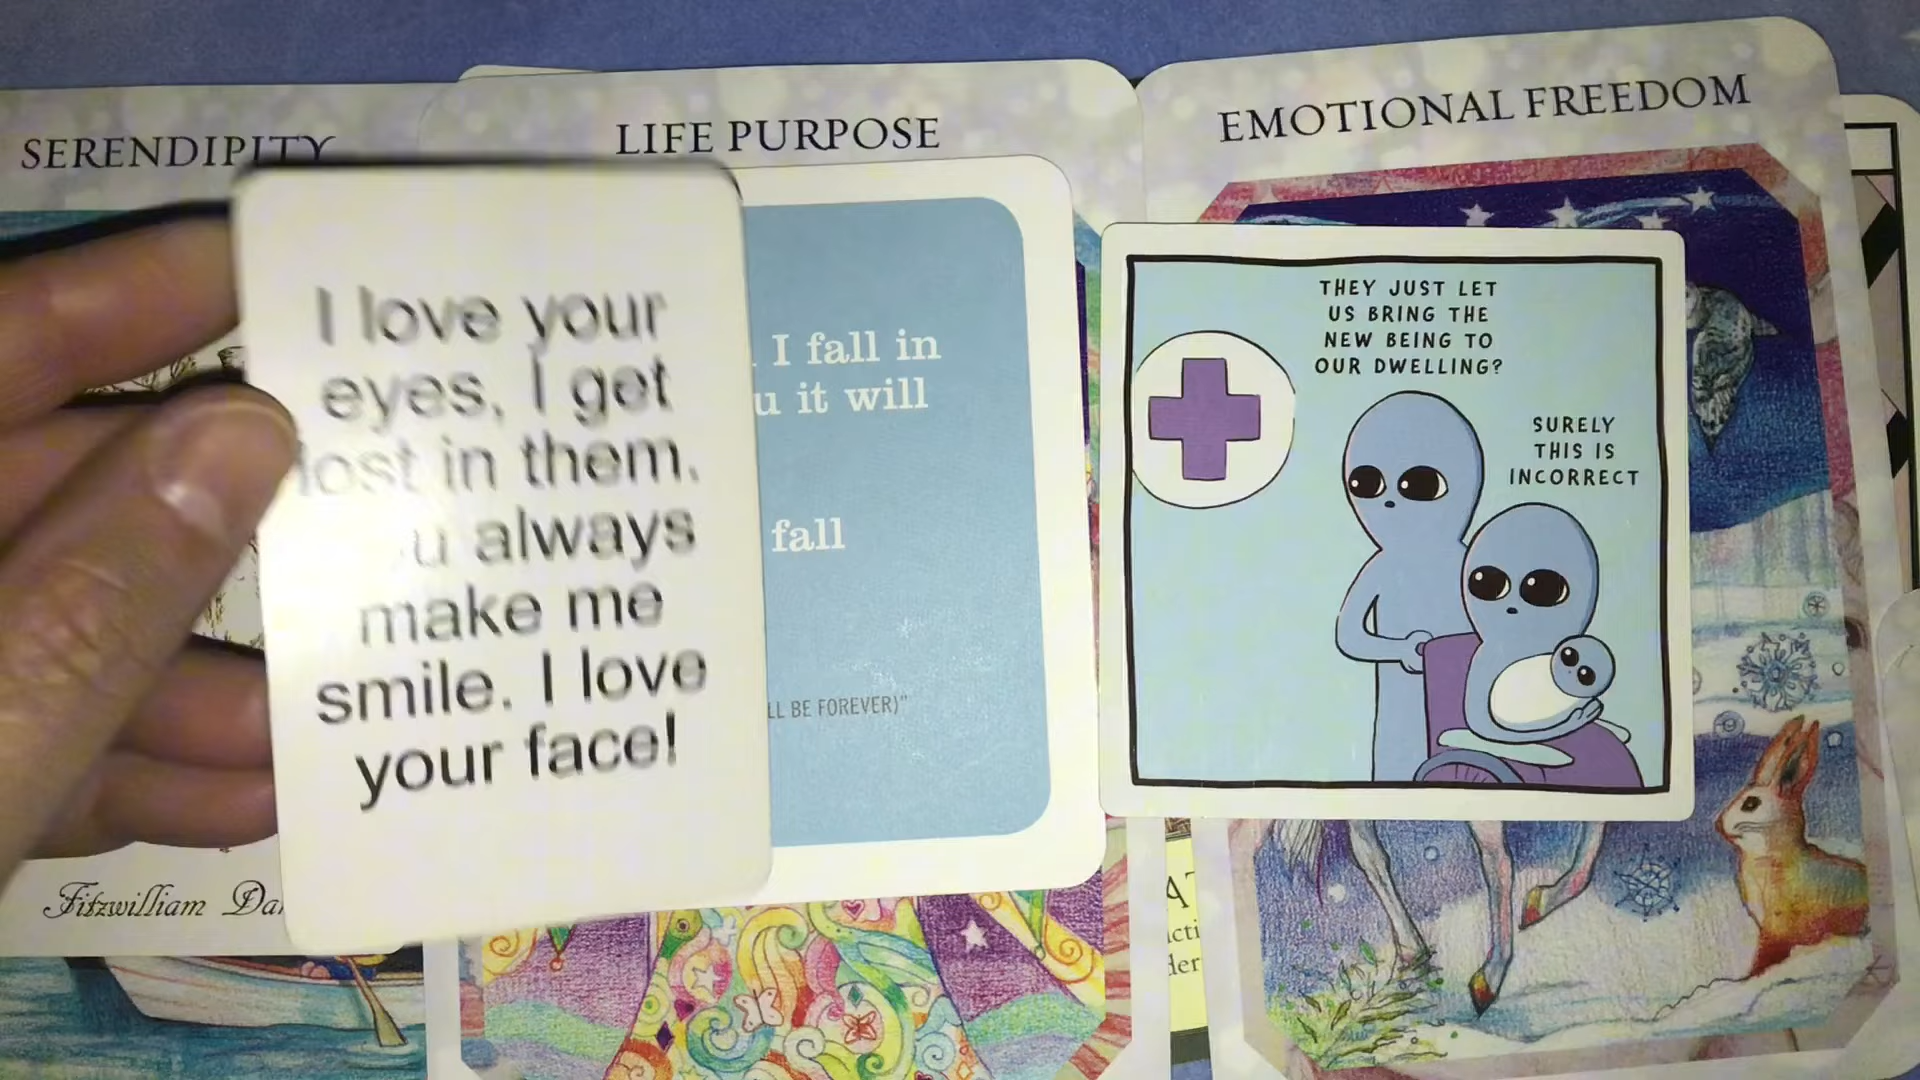 SERENDIPITY
LIFE PURPOSE
EMOTIONAL FREEDOM
I love your
eyes, I get
lost in them.
always
make me
smile. I love
your face!
I fall in
it will
fall
BE FOREVER)"
THEY JUST LET
US BRING THE
NEW BEING TO
OUR DWELLING?
SURELY
THIS IS
INCORRECT
Fitzwilliam